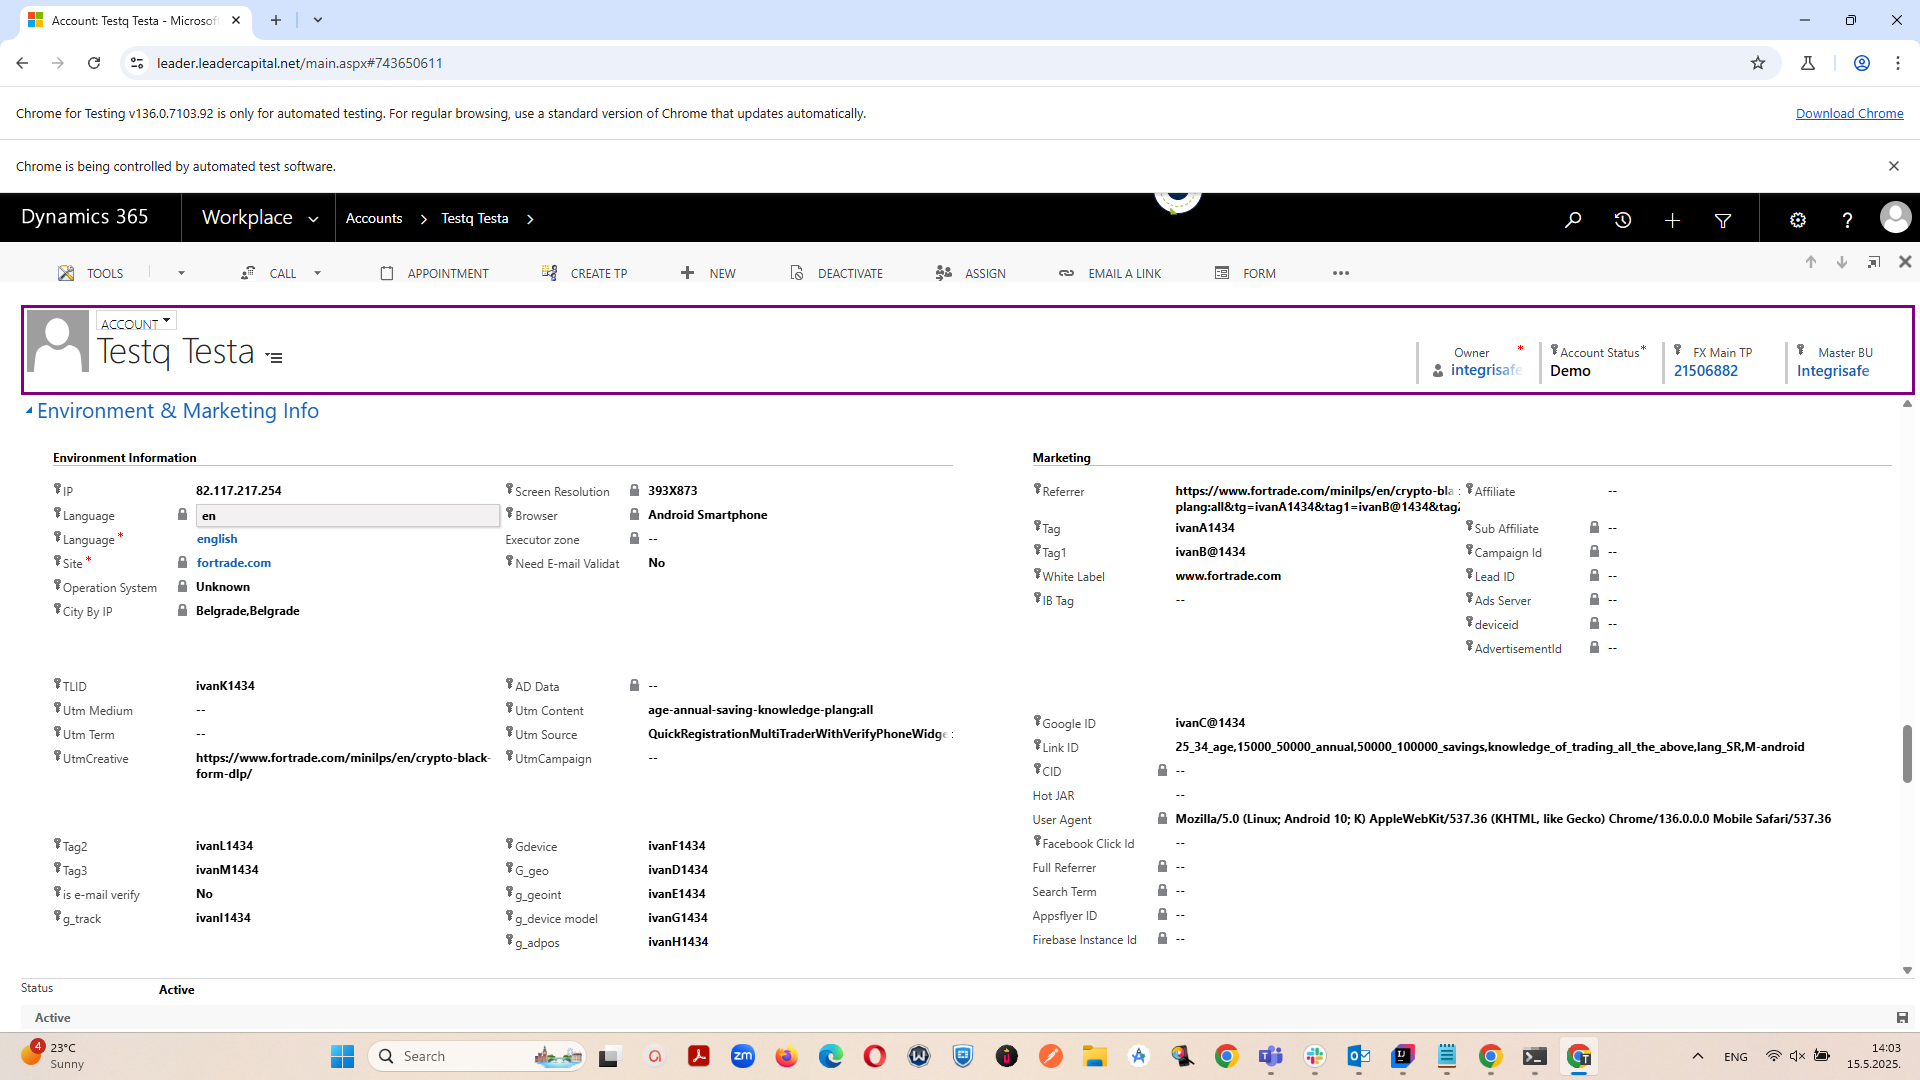 Account: Testq Testa - Microsof
leader.leadercapital.net/main.aspx#743650611
Chrome for Testing v136.0.7103.92 is only for automated testing. For regular browsing, use a standard version of Chrome that updates automatically.
Download Chrome
Chrome is being controlled by automated test software.
Dynamics 365
Workplace
Accounts
Testq Testa
TOOLS
CALL
APPOINTMENT
CREATE TP
NEW
DEACTIVATE
ASSIGN
EMAIL A LINK
FORM
ACCOUNT
Testq Testa
Owner *
integrisafe
Account Status *
Demo
FX Main TP
21506882
Master BU
Integrisafe
Environment & Marketing Info
Environment Information
IP 82.117.217.254
Language en
Language * english
Site * fortrade.com
Operation System Unknown
City By IP Belgrade,Belgrade
Screen Resolution 393X873
Browser Android Smartphone
Executor zone --
Need E-mail Validat No
TLID ivanK1434
Utm Medium --
Utm Term --
UtmCreative https://www.fortrade.com/minilps/en/crypto-black-
form-dlp/
AD Data --
Utm Content age-annual-saving-knowledge-plang:all
Utm Source QuickRegistrationMultiTraderWithVerifyPhoneWidge
UtmCampaign --
Tag2 ivanL1434
Tag3 ivanM1434
is e-mail verify No
g_track ivanI1434
Gdevice ivanF1434
G_geo ivanD1434
g_geoint ivanE1434
g_device model ivanG1434
g_adpos ivanH1434
Marketing
Referrer https://www.fortrade.com/minilps/en/crypto-bla
plang:all&tg=ivanA1434&tag1=ivanB@1434&tag2
Tag ivanA1434
Tag1 ivanB@1434
White Label www.fortrade.com
IB Tag --
Affiliate --
Sub Affiliate --
Campaign Id --
Lead ID --
Ads Server --
deviceid --
AdvertisementId --
Google ID ivanC@1434
Link ID 25_34_age,15000_50000_annual,50000_100000_savings,knowledge_of_trading_all_the_above,lang_SR,M-android
CID --
Hot JAR --
User Agent Mozilla/5.0 (Linux; Android 10; K) AppleWebKit/537.36 (KHTML, like Gecko) Chrome/136.0.0.0 Mobile Safari/537.36
Facebook Click Id --
Full Referrer --
Search Term --
Appsflyer ID --
Firebase Instance Id --
Status Active
Active
4
23°C
Sunny
Search
zm
ENG
14:03
15.5.2025.